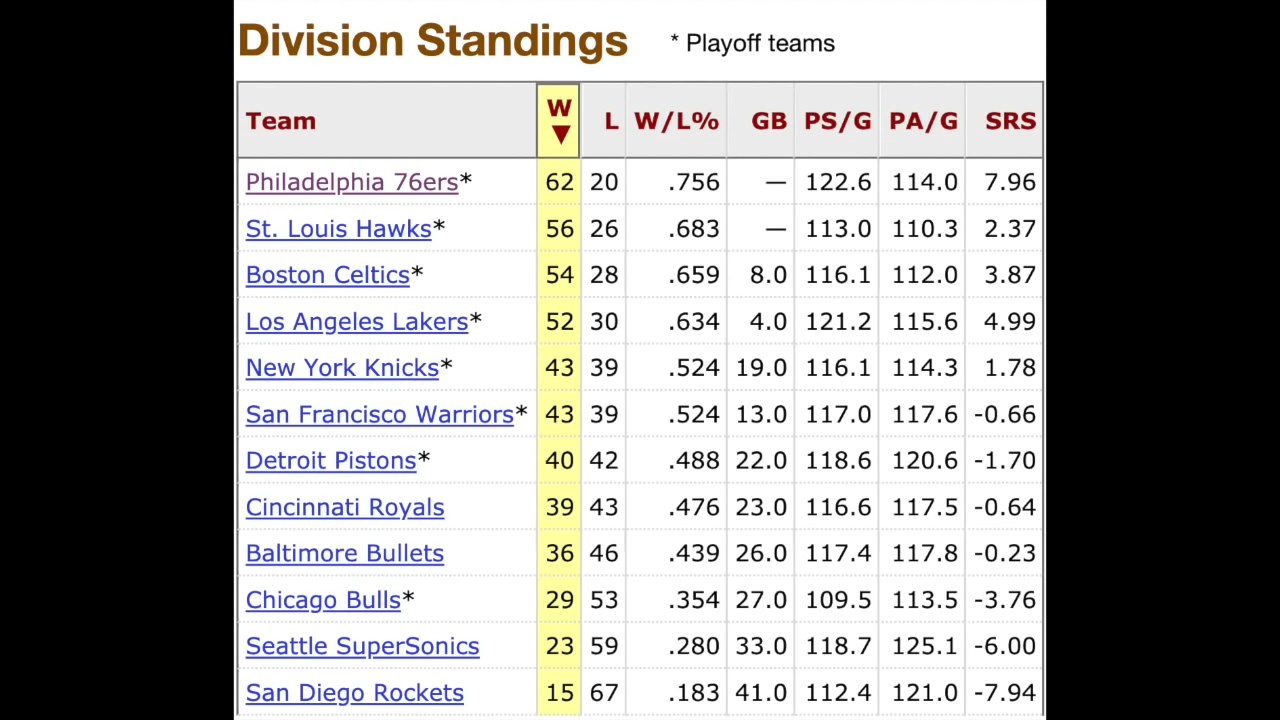 Division Standings * Playoff teams
Team W ▼ L W/L% GB PS/G PA/G SRS
Philadelphia 76ers* 62 20 .756 — 122.6 114.0 7.96
St. Louis Hawks* 56 26 .683 — 113.0 110.3 2.37
Boston Celtics* 54 28 .659 8.0 116.1 112.0 3.87
Los Angeles Lakers* 52 30 .634 4.0 121.2 115.6 4.99
New York Knicks* 43 39 .524 19.0 116.1 114.3 1.78
San Francisco Warriors* 43 39 .524 13.0 117.0 117.6 -0.66
Detroit Pistons* 40 42 .488 22.0 118.6 120.6 -1.70
Cincinnati Royals 39 43 .476 23.0 116.6 117.5 -0.64
Baltimore Bullets 36 46 .439 26.0 117.4 117.8 -0.23
Chicago Bulls* 29 53 .354 27.0 109.5 113.5 -3.76
Seattle SuperSonics 23 59 .280 33.0 118.7 125.1 -6.00
San Diego Rockets 15 67 .183 41.0 112.4 121.0 -7.94